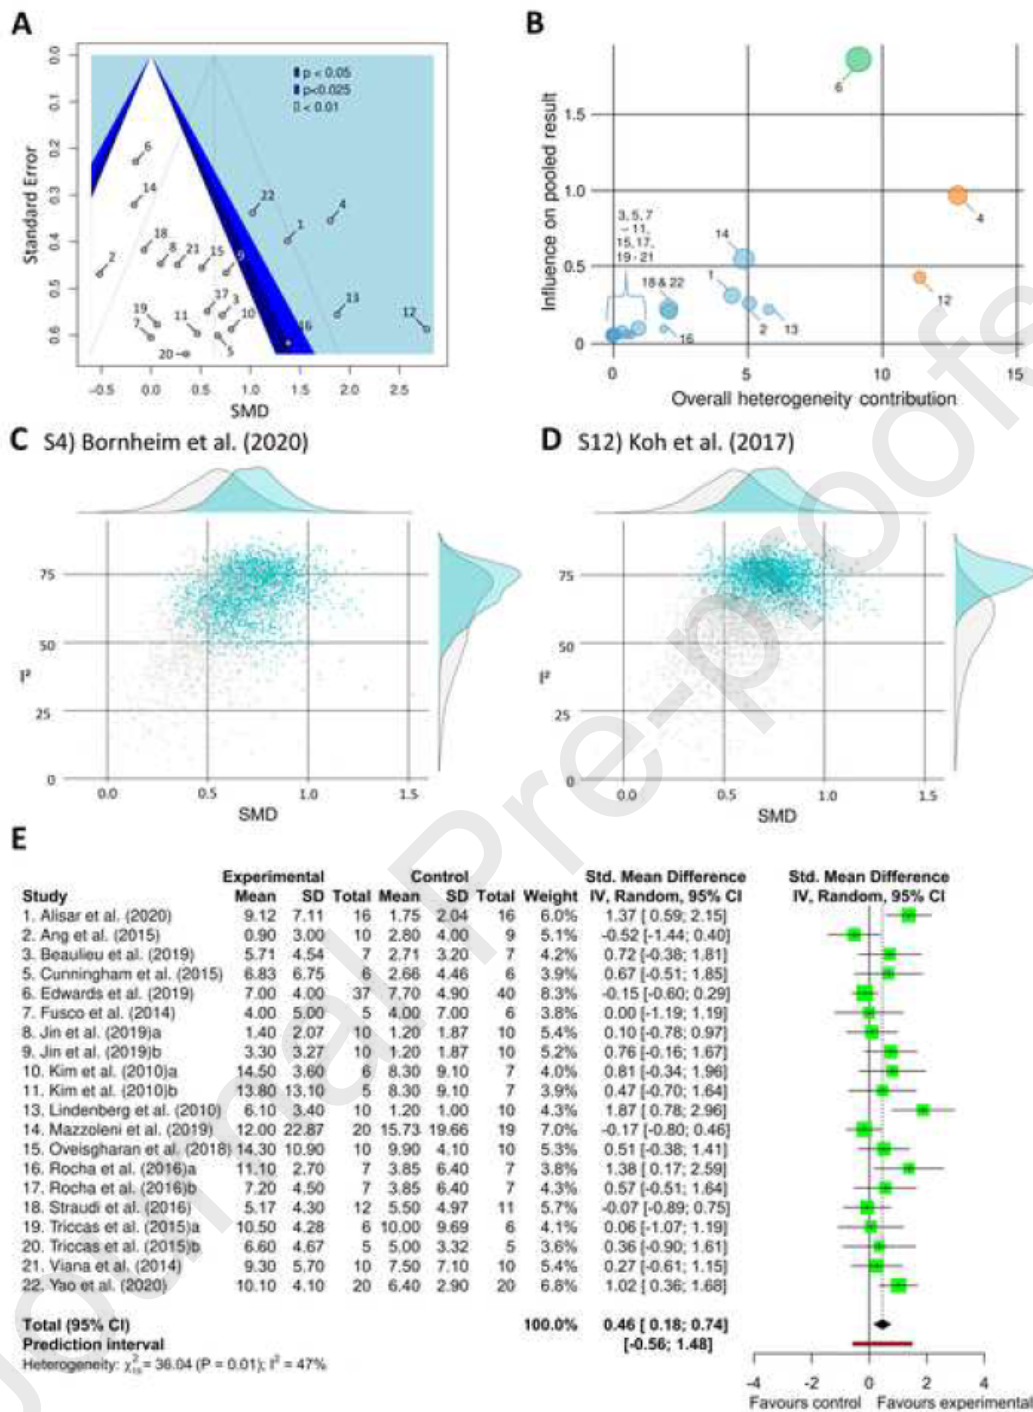 A
B
p < 0.05
p<0.025
< 0.01
0.0
0.1
0.2
0.3
0.4
0.5
0.6
Standard Error
6
14
22
4
1
18
8
21
15
9
2
13
12
19
17
3
10
11
7
16
5
20
-0.5 0.0 0.5 1.0 1.5 2.0 2.5
SMD
Influence on pooled result
1.5
1.0
0.5
0
6
4
3, 5, 7
– 11,
15, 17,
19 - 21
14
18 & 22
1
12
2
13
16
0 5 10 15
Overall heterogeneity contribution
C S4) Bornheim et al. (2020)
D S12) Koh et al. (2017)
75
50
I²
25
0
0.0 0.5 1.0 1.5
SMD
75
50
I²
25
0
0.0 0.5 1.0 1.5
SMD
E
Experimental Control Std. Mean Difference Std. Mean Difference
Study Mean SD Total Mean SD Total Weight IV, Random, 95% CI IV, Random, 95% CI
1. Alisar et al. (2020) 9.12 7.11 16 1.75 2.04 16 6.0% 1.37 [ 0.59; 2.15]
2. Ang et al. (2015) 0.90 3.00 10 2.80 4.00 9 5.1% -0.52 [-1.44; 0.40]
3. Beaulieu et al. (2019) 5.71 4.54 7 2.71 3.20 7 4.2% 0.72 [-0.38; 1.81]
5. Cunningham et al. (2015) 6.83 6.75 6 2.66 4.46 6 3.9% 0.67 [-0.51; 1.85]
6. Edwards et al. (2019) 7.00 4.00 37 7.70 4.90 40 8.3% -0.15 [-0.60; 0.29]
7. Fusco et al. (2014) 4.00 5.00 5 4.00 7.00 6 3.8% 0.00 [-1.19; 1.19]
8. Jin et al. (2019)a 1.40 2.07 10 1.20 1.87 10 5.4% 0.10 [-0.78; 0.97]
9. Jin et al. (2019)b 3.30 3.27 10 1.20 1.87 10 5.2% 0.76 [-0.16; 1.67]
10. Kim et al. (2010)a 14.50 3.60 6 8.30 9.10 7 4.0% 0.81 [-0.34; 1.96]
11. Kim et al. (2010)b 13.80 13.10 5 8.30 9.10 7 3.9% 0.47 [-0.70; 1.64]
13. Lindenberg et al. (2010) 6.10 3.40 10 1.20 1.00 10 4.3% 1.87 [ 0.78; 2.96]
14. Mazzoleni et al. (2019) 12.00 22.87 20 15.73 19.66 19 7.0% -0.17 [-0.80; 0.46]
15. Oveisgharan et al. (2018) 14.30 10.90 10 9.90 4.10 10 5.3% 0.51 [-0.38; 1.41]
16. Rocha et al. (2016)a 11.10 2.70 7 3.85 6.40 7 3.8% 1.38 [ 0.17; 2.59]
17. Rocha et al. (2016)b 7.20 4.50 7 3.85 6.40 7 4.3% 0.57 [-0.51; 1.64]
18. Straudi et al. (2016) 5.17 4.30 12 5.50 4.97 11 5.7% -0.07 [-0.89; 0.75]
19. Triccas et al. (2015)a 10.50 4.28 6 10.00 9.69 6 4.1% 0.06 [-1.07; 1.19]
20. Triccas et al. (2015)b 6.60 4.67 5 5.00 3.32 5 3.6% 0.36 [-0.90; 1.61]
21. Viana et al. (2014) 9.30 5.70 10 7.50 7.10 10 5.4% 0.27 [-0.61; 1.15]
22. Yao et al. (2020) 10.10 4.10 20 6.40 2.90 20 6.8% 1.02 [ 0.36; 1.68]
Total (95% CI) 100.0% 0.46 [ 0.18; 0.74]
Prediction interval [-0.56; 1.48]
Heterogeneity: χ²₁₉ = 36.04 (P = 0.01); I² = 47%
-4 -2 0 2 4
Favours control Favours experimental
Journal Pre-proofs